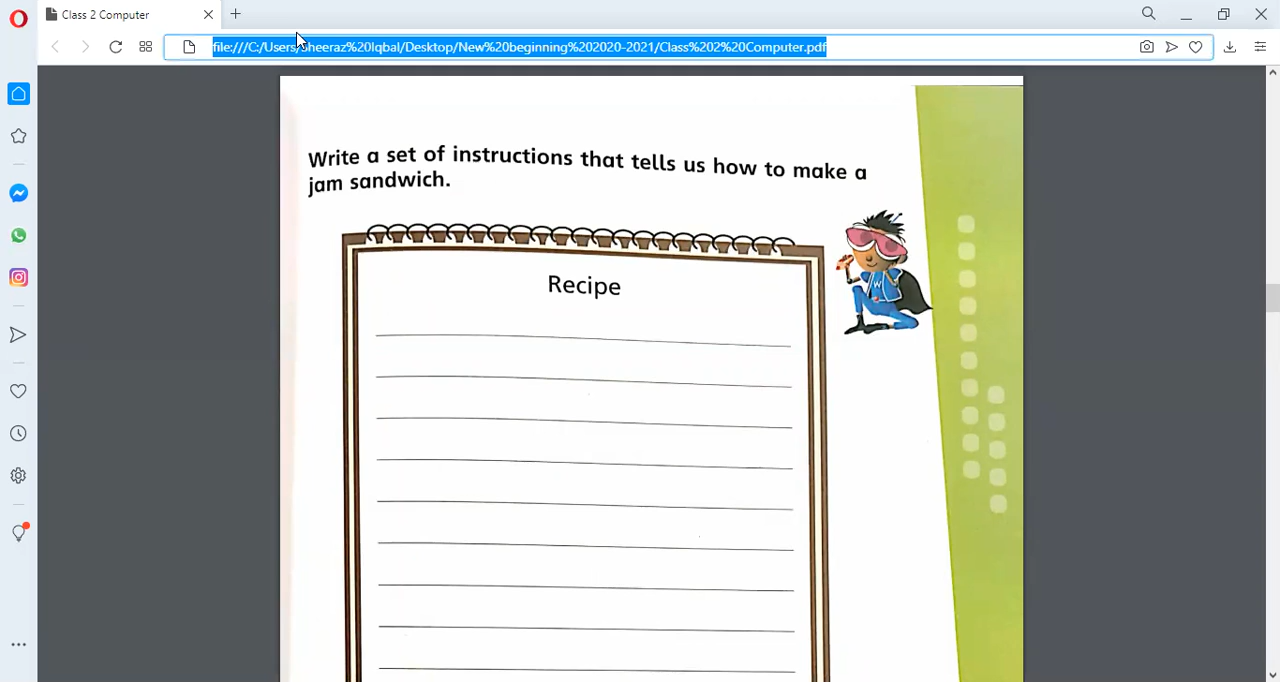 Class 2 Computer
file:///C:/Users/Sheeraz%20Iqbal/Desktop/New%20beginning%202020-2021/Class%202%20Computer.pdf
Write a set of instructions that tells us how to make a
jam sandwich.
Recipe
W